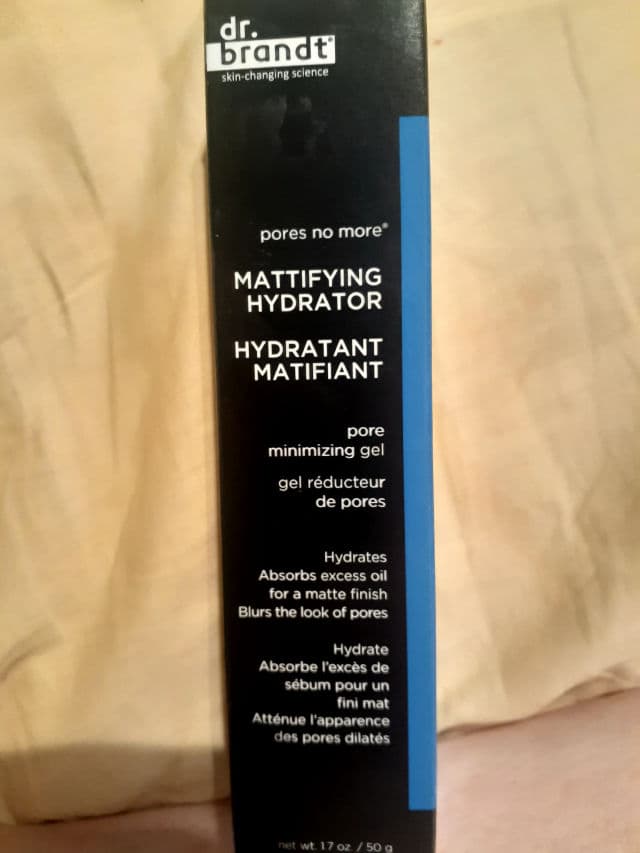 dr.
brandt®
skin-changing science
pores no more®
MATTIFYING
HYDRATOR
HYDRATANT
MATIFIANT
pore
minimizing gel
gel réducteur
de pores
Hydrates
Absorbs excess oil
for a matte finish
Blurs the look of pores
Hydrate
Absorbe l'excès de
sébum pour un
fini mat
Atténue l'apparence
des pores dilatés
net wt. 1.7 oz. / 50 g